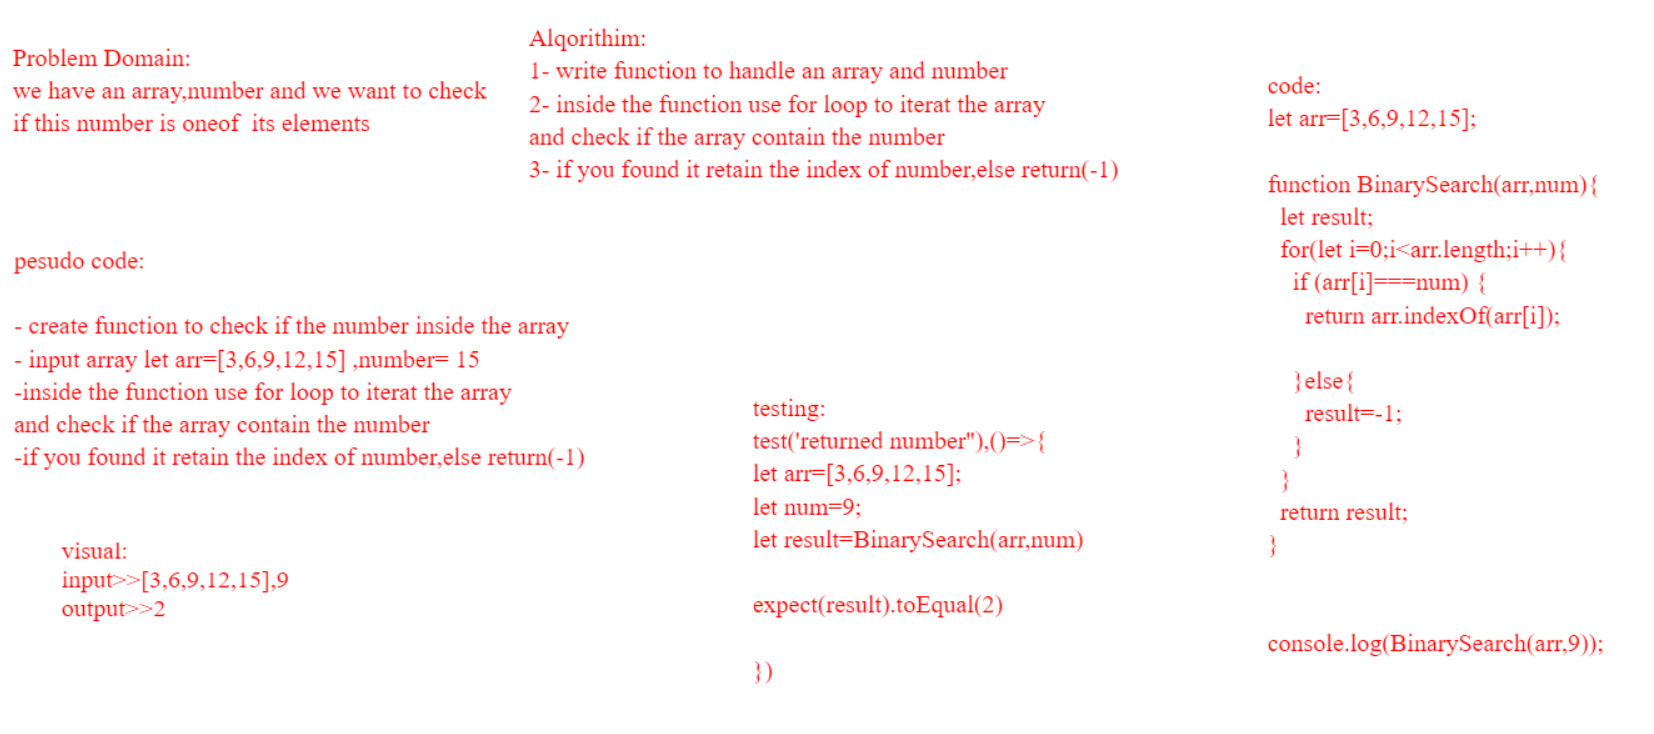 Problem Domain:
we have an array,number and we want to check
if this number is oneof  its elements
Alqorithim:
1- write function to handle an array and number
2- inside the function use for loop to iterat the array
and check if the array contain the number
3- if you found it retain the index of number,else return(-1)
pesudo code:
- create function to check if the number inside the array
- input array let arr=[3,6,9,12,15] ,number= 15
-inside the function use for loop to iterat the array
and check if the array contain the number
-if you found it retain the index of number,else return(-1)
visual:
input>>[3,6,9,12,15],9
output>>2
testing:
test('returned number"),()=>{
let arr=[3,6,9,12,15];
let num=9;
let result=BinarySearch(arr,num)
expect(result).toEqual(2)
})
code:
let arr=[3,6,9,12,15];
function BinarySearch(arr,num){
let result;
for(let i=0;i<arr.length;i++){
if (arr[i]===num) {
return arr.indexOf(arr[i]);
}else{
result=-1;
}
}
return result;
}
console.log(BinarySearch(arr,9));